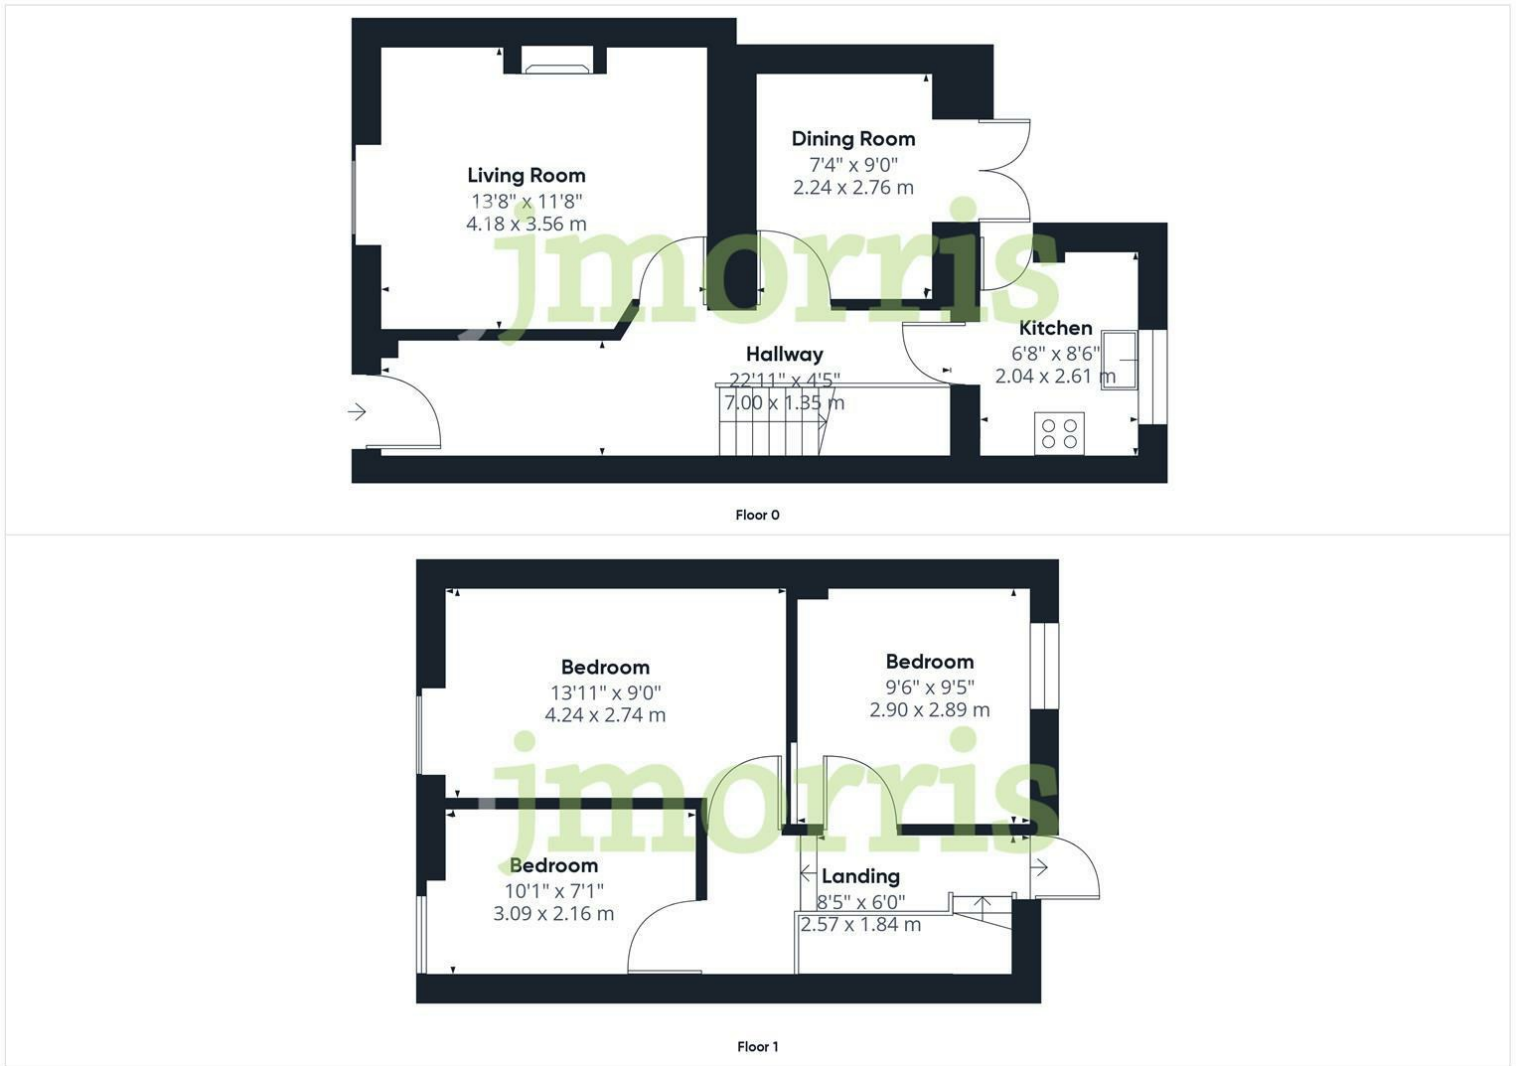 Living Room
13'8" x 11'8"
4.18 x 3.56 m
Dining Room
7'4" x 9'0"
2.24 x 2.76 m
jmorris
Kitchen
6'8" x 8'6"
2.04 x 2.61 m
Hallway
22'11" x 4'5"
7.00 x 1.35 m
Floor 0
Bedroom
13'11" x 9'0"
4.24 x 2.74 m
Bedroom
9'6" x 9'5"
2.90 x 2.89 m
jmorris
Bedroom
10'1" x 7'1"
3.09 x 2.16 m
Landing
8'5" x 6'0"
2.57 x 1.84 m
Floor 1